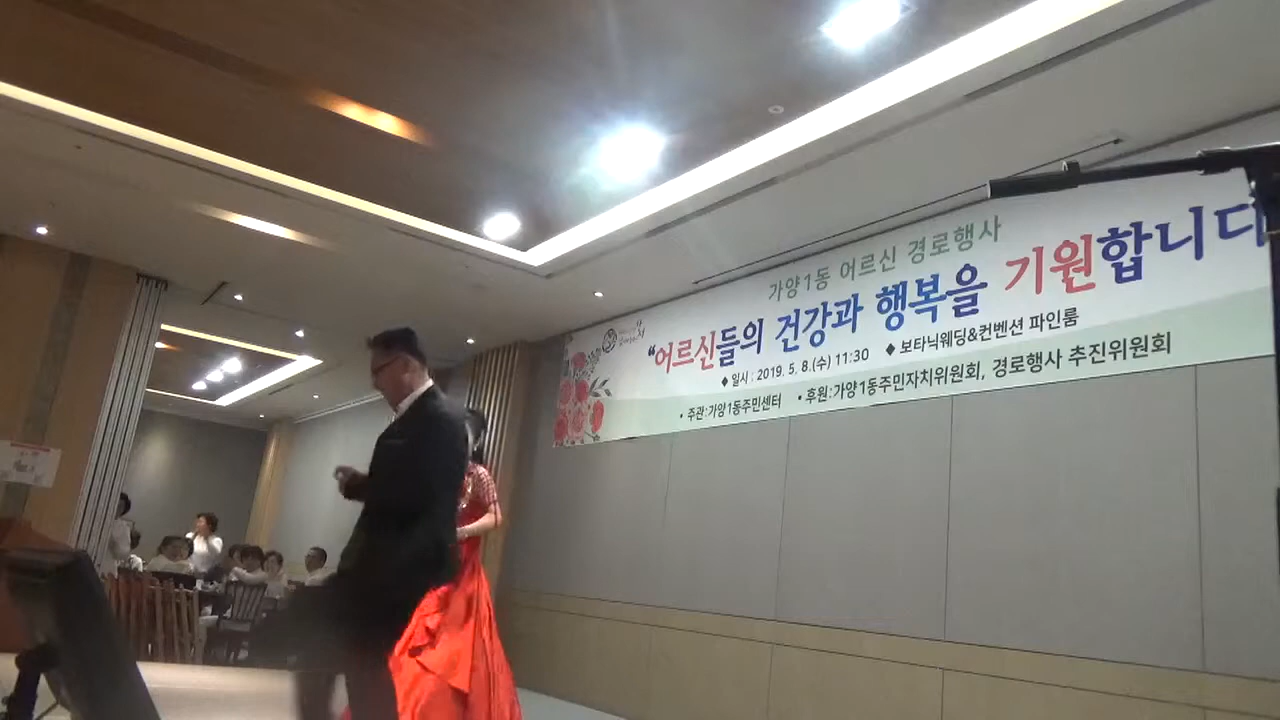 가양1동 어르신 경로행사
"어르신들의 건강과 행복을 기원합니다
◆ 일시 : 2019. 5. 8.(수) 11:30 ◆ 보타닉웨딩&컨벤션 파인룸
• 주관:가양1동주민센터 • 후원:가양1동주민자치위원회, 경로행사 추진위원회